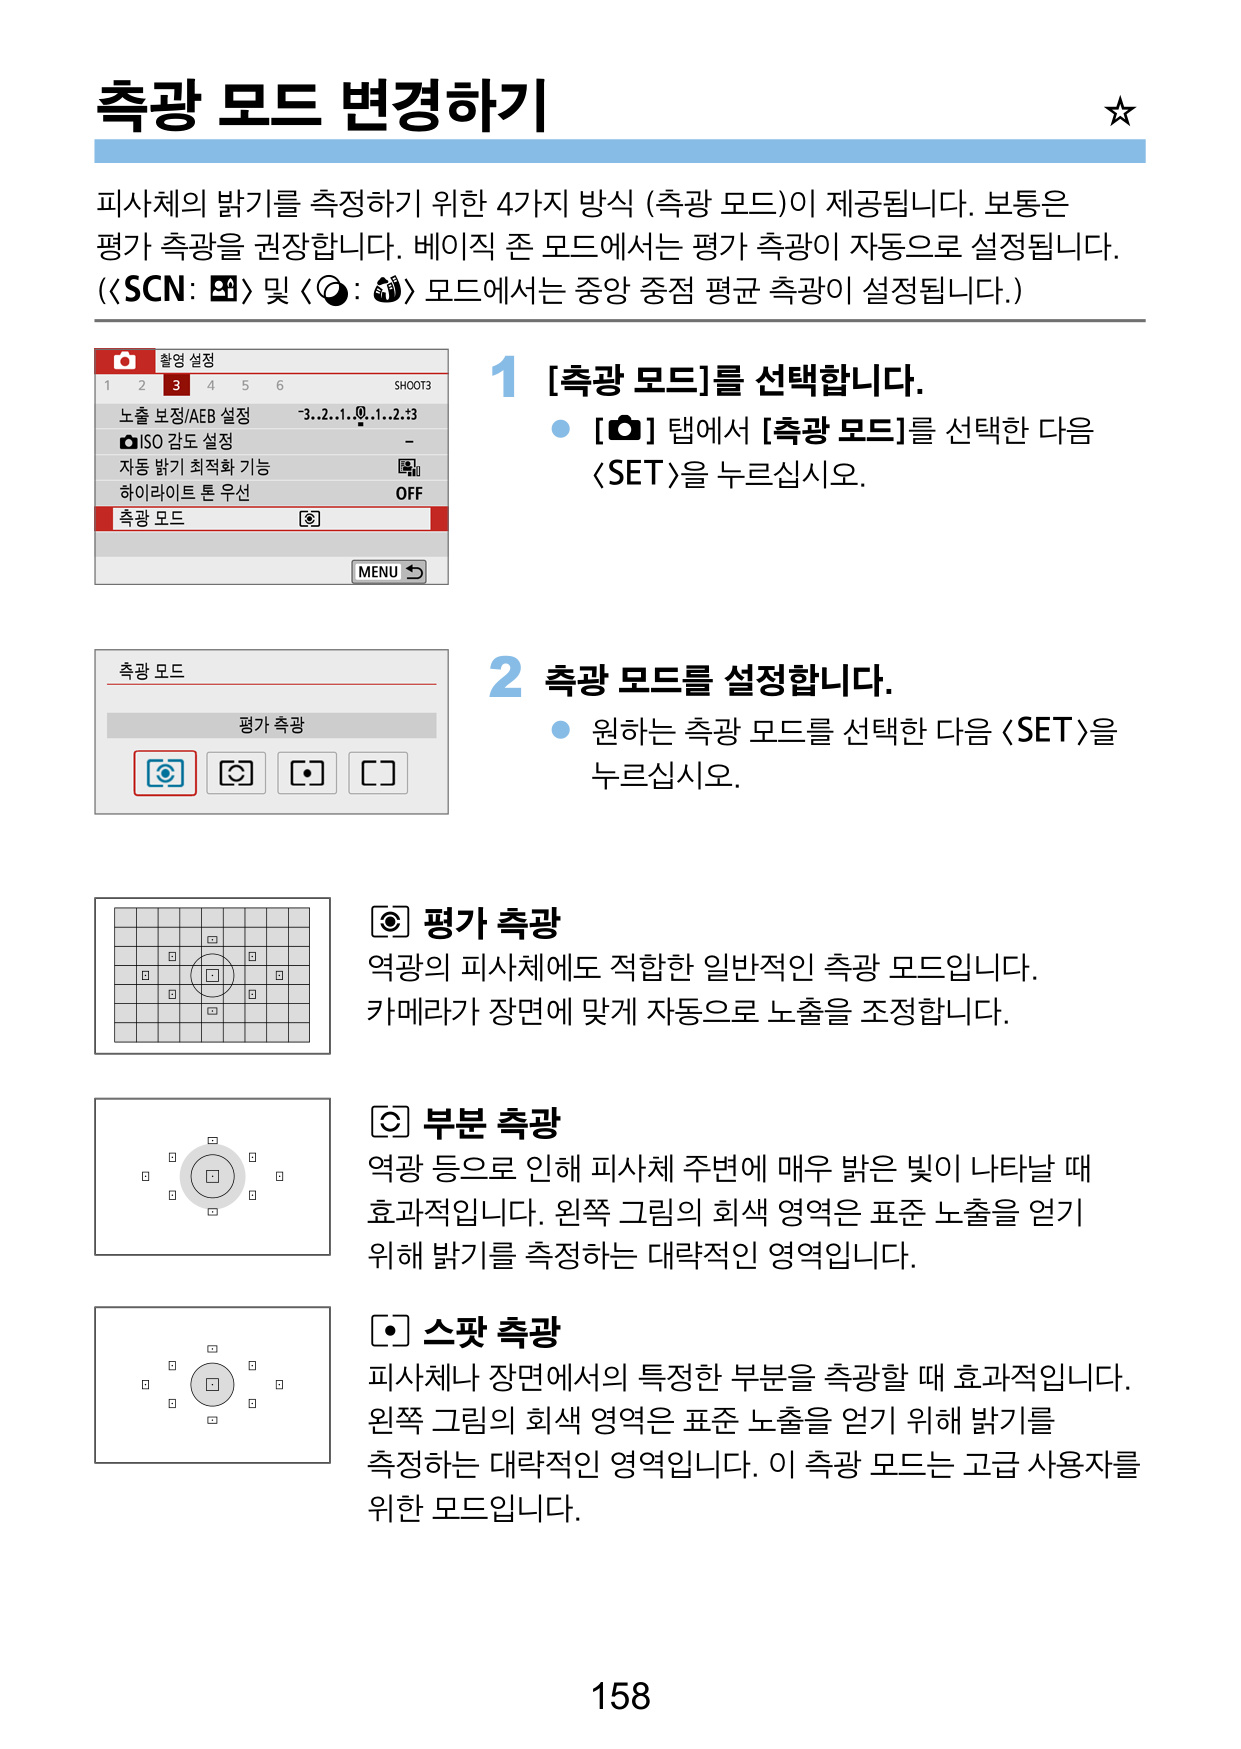 측광 모드 변경하기 ☆
피사체의 밝기를 측정하기 위한 4가지 방식 (측광 모드)이 제공됩니다. 보통은
평가 측광을 권장합니다. 베이직 존 모드에서는 평가 측광이 자동으로 설정됩니다.
(〈SCN: 〉 및 〈 : 〉 모드에서는 중앙 중점 평균 측광이 설정됩니다.)
촬영 설정
1 2 3 4 5 6 SHOOT3
노출 보정/AEB 설정 -3..2..1..0..1..2.:+3
ISO 감도 설정 –
자동 밝기 최적화 기능
하이라이트 톤 우선 OFF
측광 모드
MENU
1 [측광 모드]를 선택합니다.
● [ ] 탭에서 [측광 모드]를 선택한 다음
〈SET〉을 누르십시오.
측광 모드
평가 측광
2 측광 모드를 설정합니다.
● 원하는 측광 모드를 선택한 다음 〈SET〉을
누르십시오.
평가 측광
역광의 피사체에도 적합한 일반적인 측광 모드입니다.
카메라가 장면에 맞게 자동으로 노출을 조정합니다.
부분 측광
역광 등으로 인해 피사체 주변에 매우 밝은 빛이 나타날 때
효과적입니다. 왼쪽 그림의 회색 영역은 표준 노출을 얻기
위해 밝기를 측정하는 대략적인 영역입니다.
스팟 측광
피사체나 장면에서의 특정한 부분을 측광할 때 효과적입니다.
왼쪽 그림의 회색 영역은 표준 노출을 얻기 위해 밝기를
측정하는 대략적인 영역입니다. 이 측광 모드는 고급 사용자를
위한 모드입니다.
158